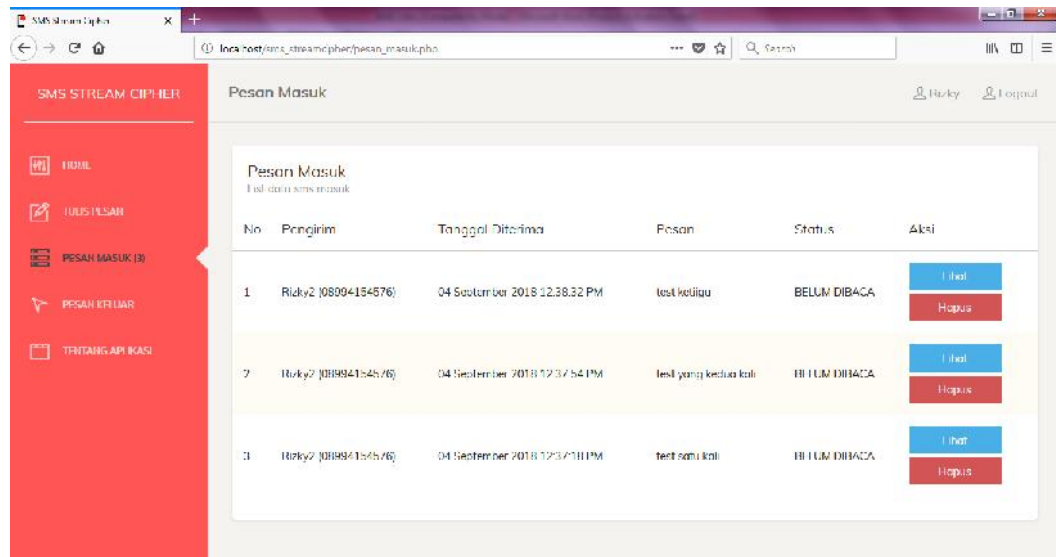 SMS Stream Cipher
localhost/sms_streamcipher/pesan_masuk.php
Search
SMS STREAM CIPHER
Pesan Masuk
Rizky
Logout
HOME
TULIS PESAN
PESAN MASUK (3)
PESAN KELUAR
TENTANG APLIKASI
Pesan Masuk
List data sms masuk
No Pengirim Tanggal Diterima Pesan Status Aksi
1 Rizky2 (08994154576) 04 September 2018 12:38:32 PM test ketiga BELUM DIBACA
Lihat
Hapus
2 Rizky2 (08994154576) 04 September 2018 12:37:54 PM test yang kedua kali BELUM DIBACA
Lihat
Hapus
3 Rizky2 (08994154576) 04 September 2018 12:37:18 PM test satu kali BELUM DIBACA
Lihat
Hapus